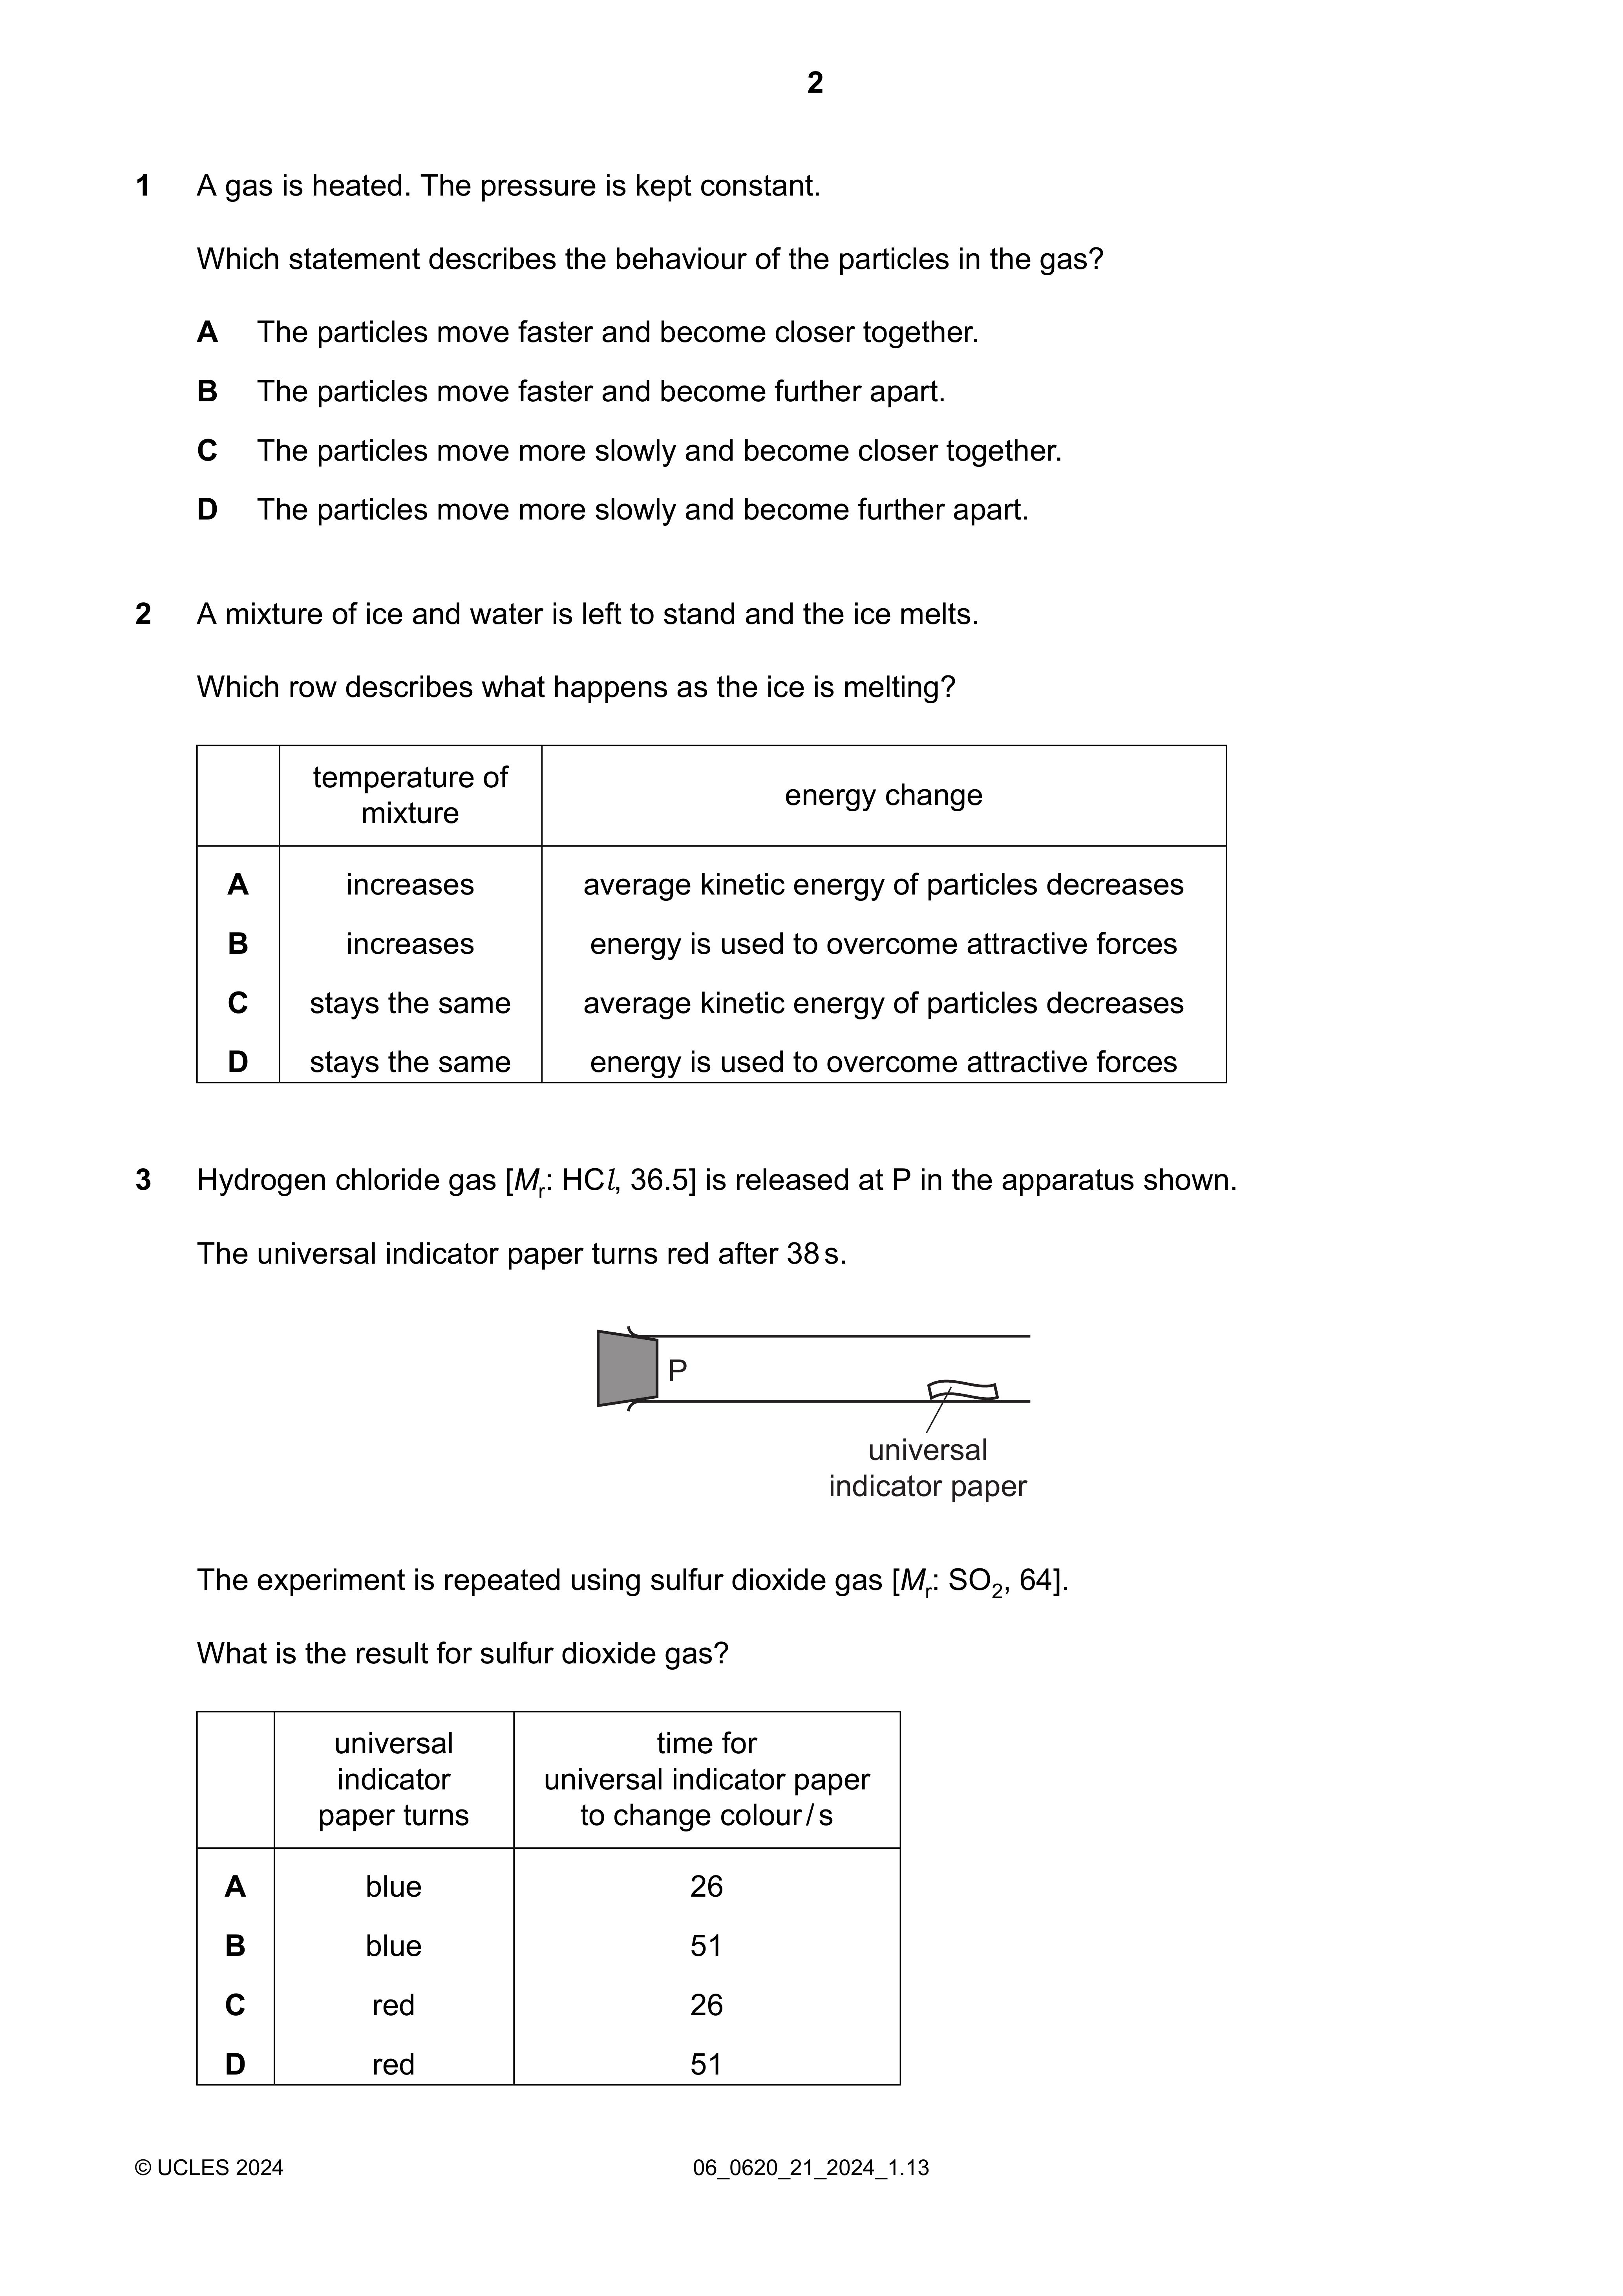 2
1 A gas is heated. The pressure is kept constant.
Which statement describes the behaviour of the particles in the gas?
A The particles move faster and become closer together.
B The particles move faster and become further apart.
C The particles move more slowly and become closer together.
D The particles move more slowly and become further apart.
2 A mixture of ice and water is left to stand and the ice melts.
Which row describes what happens as the ice is melting?
temperature of
mixture
energy change
A increases average kinetic energy of particles decreases
B increases energy is used to overcome attractive forces
C stays the same average kinetic energy of particles decreases
D stays the same energy is used to overcome attractive forces
3 Hydrogen chloride gas [Mr: HCl, 36.5] is released at P in the apparatus shown.
The universal indicator paper turns red after 38 s.
P
universal
indicator paper
The experiment is repeated using sulfur dioxide gas [Mr: SO2, 64].
What is the result for sulfur dioxide gas?
universal
indicator
paper turns
time for
universal indicator paper
to change colour / s
A blue 26
B blue 51
C red 26
D red 51
© UCLES 2024 06_0620_21_2024_1.13